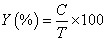 Y(%) = C/T ×100